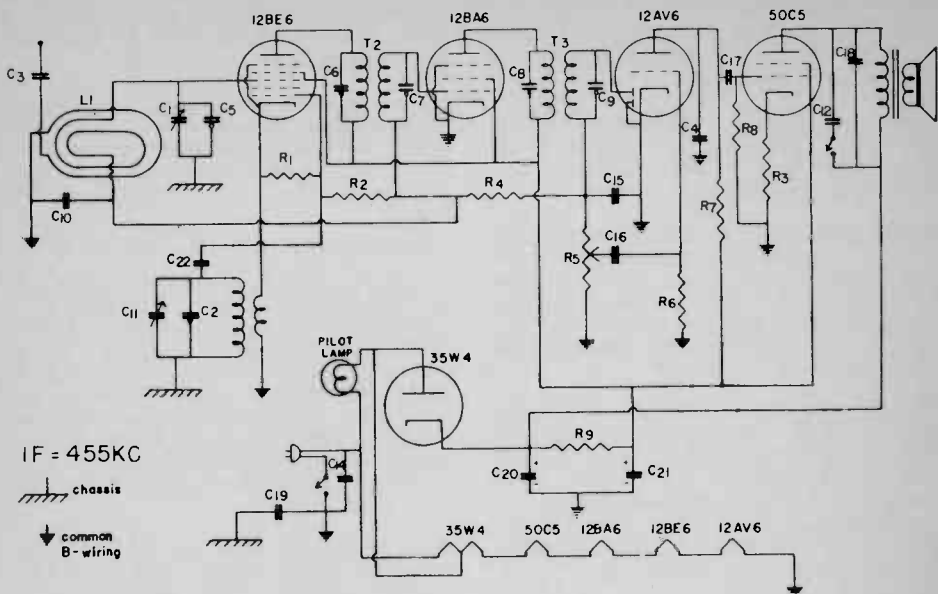 12BE6
12BA6
12AV6
50C5
C3
L1
C1
C5
C6
T2
C7
C8
T3
C9
C4
C17
C18
C12
R8
R3
R1
R2
R4
C15
R7
C10
C16
R5
R6
C22
C11
C2
PILOT LAMP
35W4
R9
C20
C21
C14
C19
IF = 455KC
chassis
common
B-wiring
35W4
50C5
12BA6
12BE6
12AV6